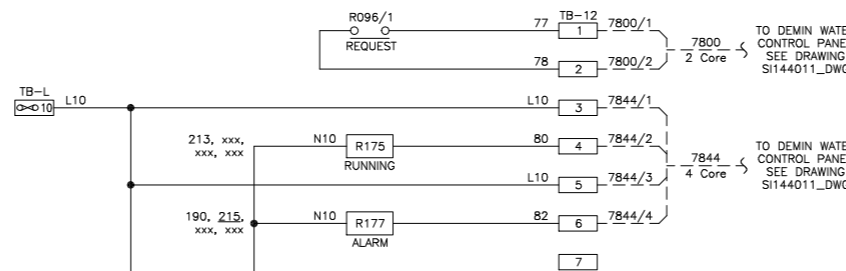 R096/1
REQUEST
77
TB-12
1
7800/1
78
2
7800/2
7800
2 Core
TO DEMIN WATE
CONTROL PANE
SEE DRAWING
SI144011_DWG
TB-L
10
L10
L10
3
7844/1
213, xxx,
xxx, xxx
N10
R175
RUNNING
80
4
7844/2
7844
4 Core
TO DEMIN WATE
CONTROL PANE
SEE DRAWING
SI144011_DWG
L10
5
7844/3
190, 215,
xxx, xxx
N10
R177
ALARM
82
6
7844/4
7